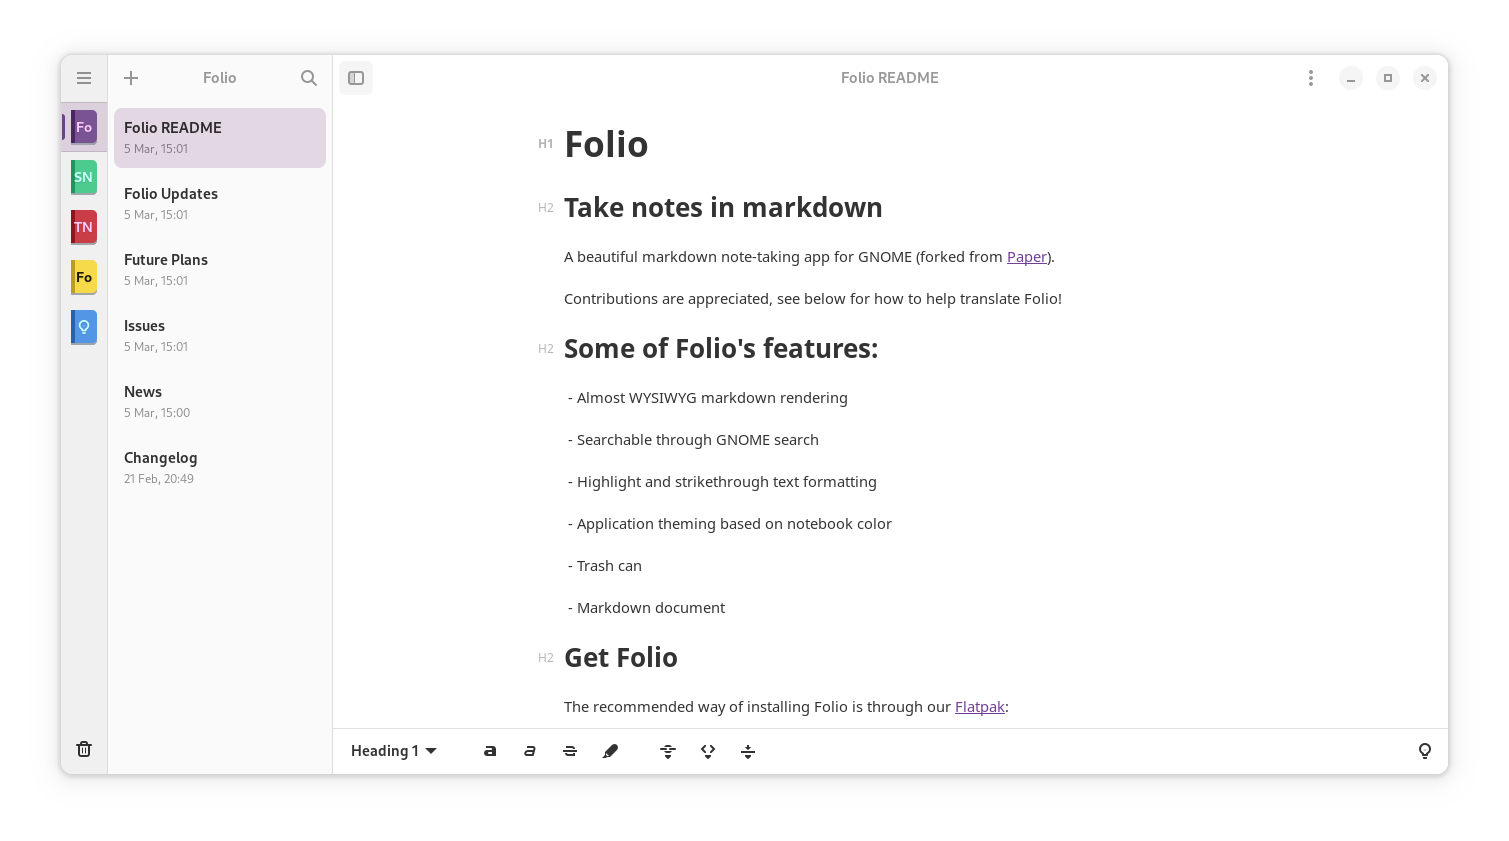 Folio
Folio README
Fo
SN
TN
Fo
Folio README
5 Mar, 15:01
Folio Updates
5 Mar, 15:01
Future Plans
5 Mar, 15:01
Issues
5 Mar, 15:01
News
5 Mar, 15:00
Changelog
21 Feb, 20:49
H1 Folio
H2 Take notes in markdown
A beautiful markdown note-taking app for GNOME (forked from Paper).
Contributions are appreciated, see below for how to help translate Folio!
H2 Some of Folio's features:
- Almost WYSIWYG markdown rendering
- Searchable through GNOME search
- Highlight and strikethrough text formatting
- Application theming based on notebook color
- Trash can
- Markdown document
H2 Get Folio
The recommended way of installing Folio is through our Flatpak:
Heading 1 a a